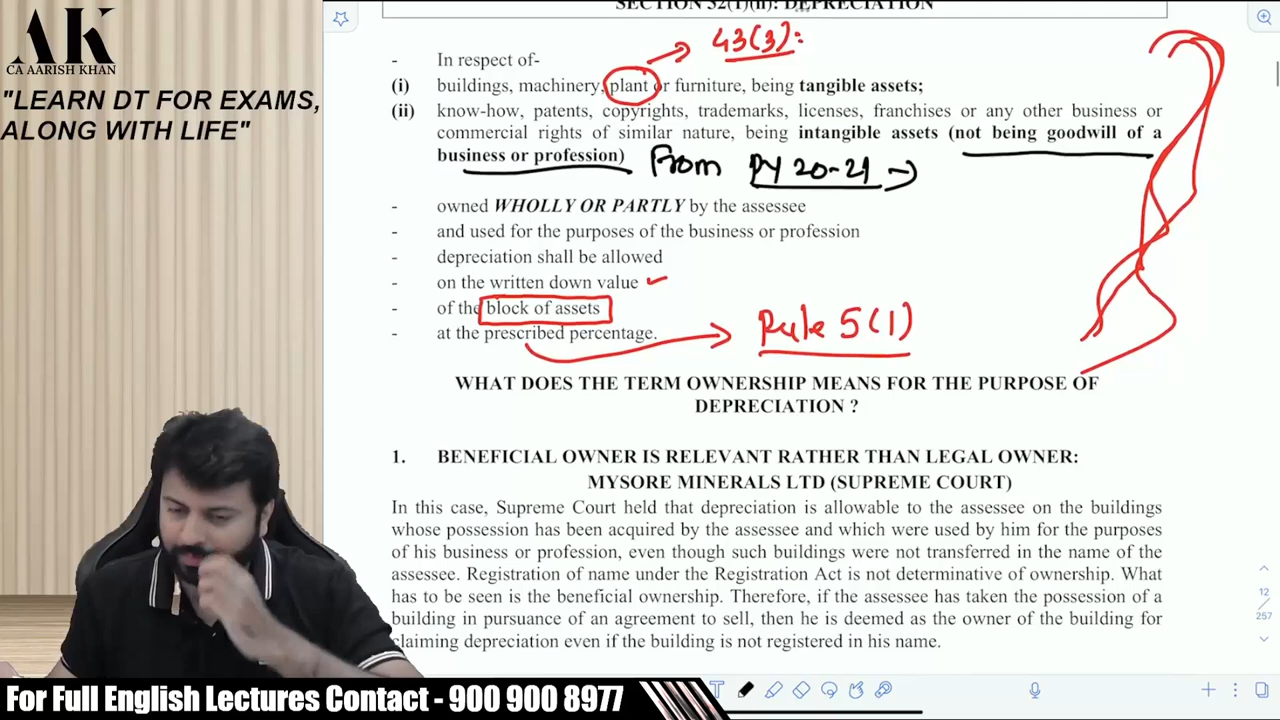 SECTION 32(1)(ii): DEPRECIATION
AK
CA AARISH KHAN
"LEARN DT FOR EXAMS,
ALONG WITH LIFE"
43(3):
- In respect of-
(i) buildings, machinery, plant or furniture, being tangible assets;
(ii) know-how, patents, copyrights, trademarks, licenses, franchises or any other business or
commercial rights of similar nature, being intangible assets (not being goodwill of a
business or profession) From PY 20-21
- owned WHOLLY OR PARTLY by the assessee
- and used for the purposes of the business or profession
- depreciation shall be allowed
- on the written down value
- of the block of assets
- at the prescribed percentage.
Rule 5(1)
WHAT DOES THE TERM OWNERSHIP MEANS FOR THE PURPOSE OF
DEPRECIATION ?
1. BENEFICIAL OWNER IS RELEVANT RATHER THAN LEGAL OWNER:
MYSORE MINERALS LTD (SUPREME COURT)
In this case, Supreme Court held that depreciation is allowable to the assessee on the buildings
whose possession has been acquired by the assessee and which were used by him for the purposes
of his business or profession, even though such buildings were not transferred in the name of the
assessee. Registration of name under the Registration Act is not determinative of ownership. What
has to be seen is the beneficial ownership. Therefore, if the assessee has taken the possession of a
building in pursuance of an agreement to sell, then he is deemed as the owner of the building for
claiming depreciation even if the building is not registered in his name.
12
257
For Full English Lectures Contact - 900 900 8977